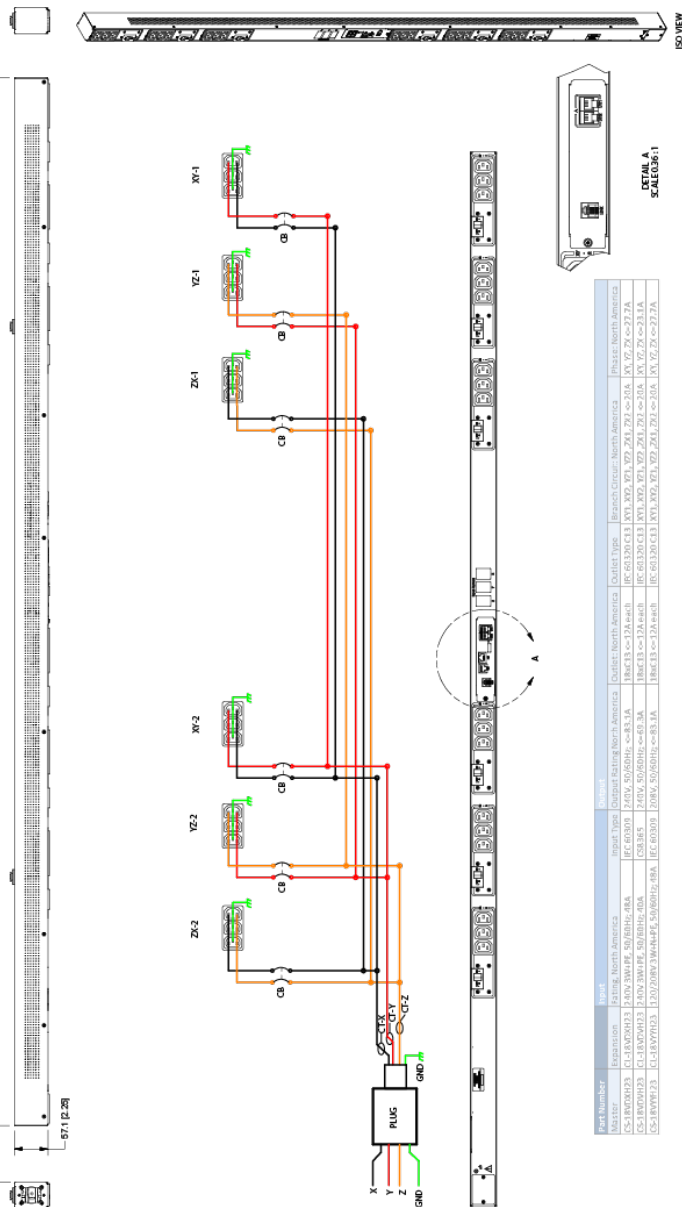 ISO VIEW
57.1 [2.25]
XY-1
YZ-1
ZX-1
XY-2
YZ-2
ZX-2
CB
CB
CB
CB
CB
CB
CT-X
CT-Y
CT-Z
GND
PLUG
X
Y
Z
GND
A
DETAIL A
SCALE 0.36 : 1
Part Number Input Output
Master Expansion Rating: North America Input Type Output Rating North America Outlet: North America Outlet Type Branch Circuit: North America Phase: North America
CS-18VDXH23 CL-18VDXH23 240V 3W+PE, 50/60Hz, 48A IEC 60309 240V, 50/60Hz, <=83.1A 18xC13 <=12A each IEC 60320 C13 XY1, XY2, YZ1, YZ2, ZX1, ZX2 <=20A XY, YZ, ZX <=27.7A
CS-18VDVH23 CL-18VDVH23 240V 3W+PE, 50/60Hz, 40A CS8365 240V, 50/60Hz, <=69.3A 18xC13 <=12A each IEC 60320 C13 XY1, XY2, YZ1, YZ2, ZX1, ZX2 <=20A XY, YZ, ZX <=23.1A
CS-18VYYH23 CL-18VYYH23 120/208V 3W+N+PE, 50/60Hz, 48A IEC 60309 208V, 50/60Hz, <=83.1A 18xC13 <=12A each IEC 60320 C13 XY1, XY2, YZ1, YZ2, ZX1, ZX2 <=20A XY, YZ, ZX <=27.7A